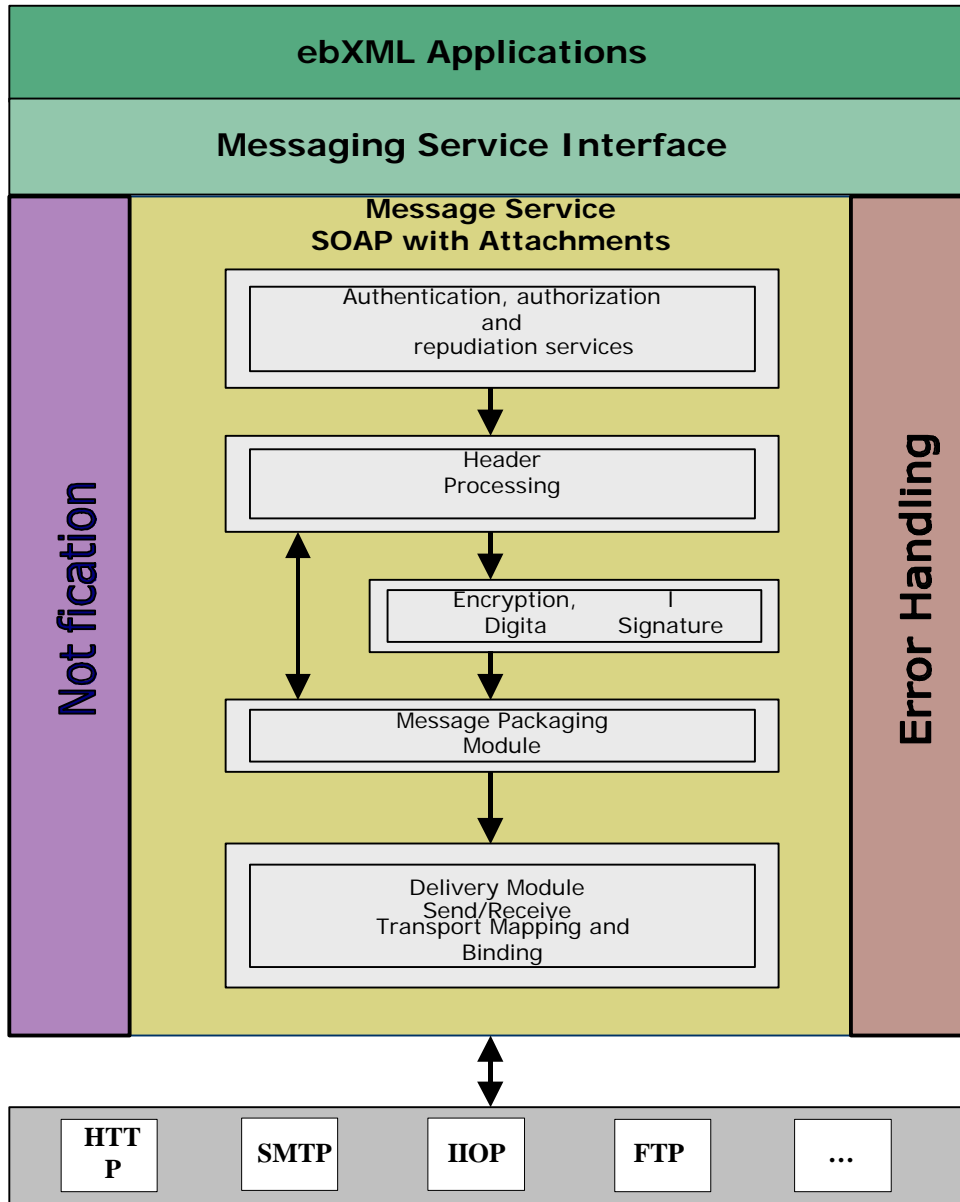 ebXML Applications
Messaging Service Interface
Message Service
SOAP with Attachments
Authentication, authorization
and
repudiation services
Header
Processing
Encryption, l
Digita Signature
Message Packaging
Module
Delivery Module
Send/Receive
Transport Mapping and
Binding
Not fication
Error Handling
HTT
P
SMTP
IIOP
FTP
…